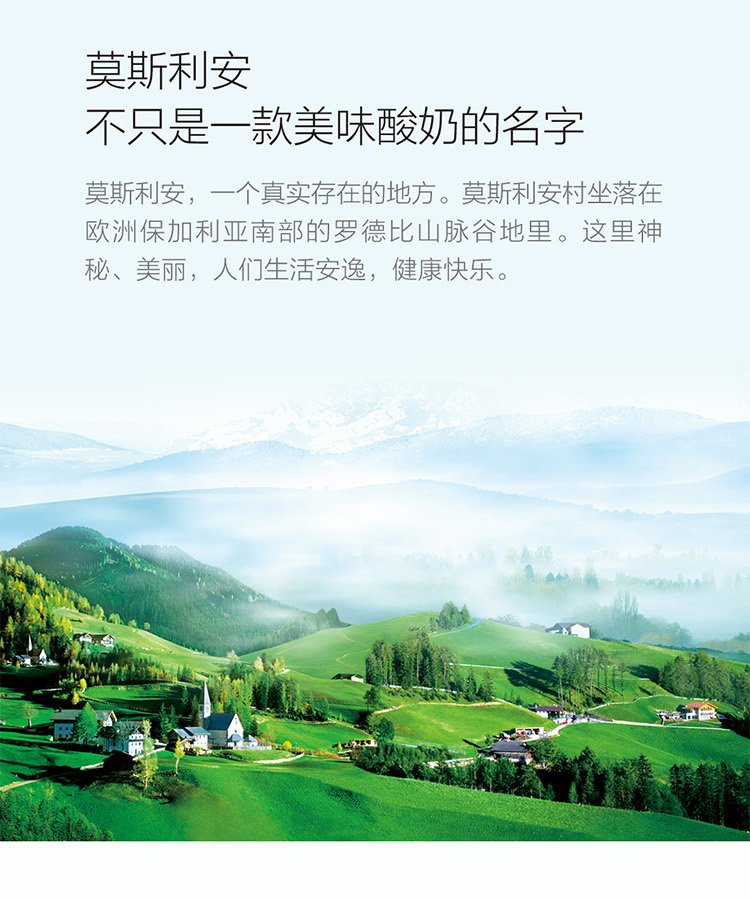 莫斯利安
不只是一款美味酸奶的名字
莫斯利安，一个真实存在的地方。莫斯利安村坐落在
欧洲保加利亚南部的罗德比山脉谷地里。这里神
秘、美丽，人们生活安逸，健康快乐。